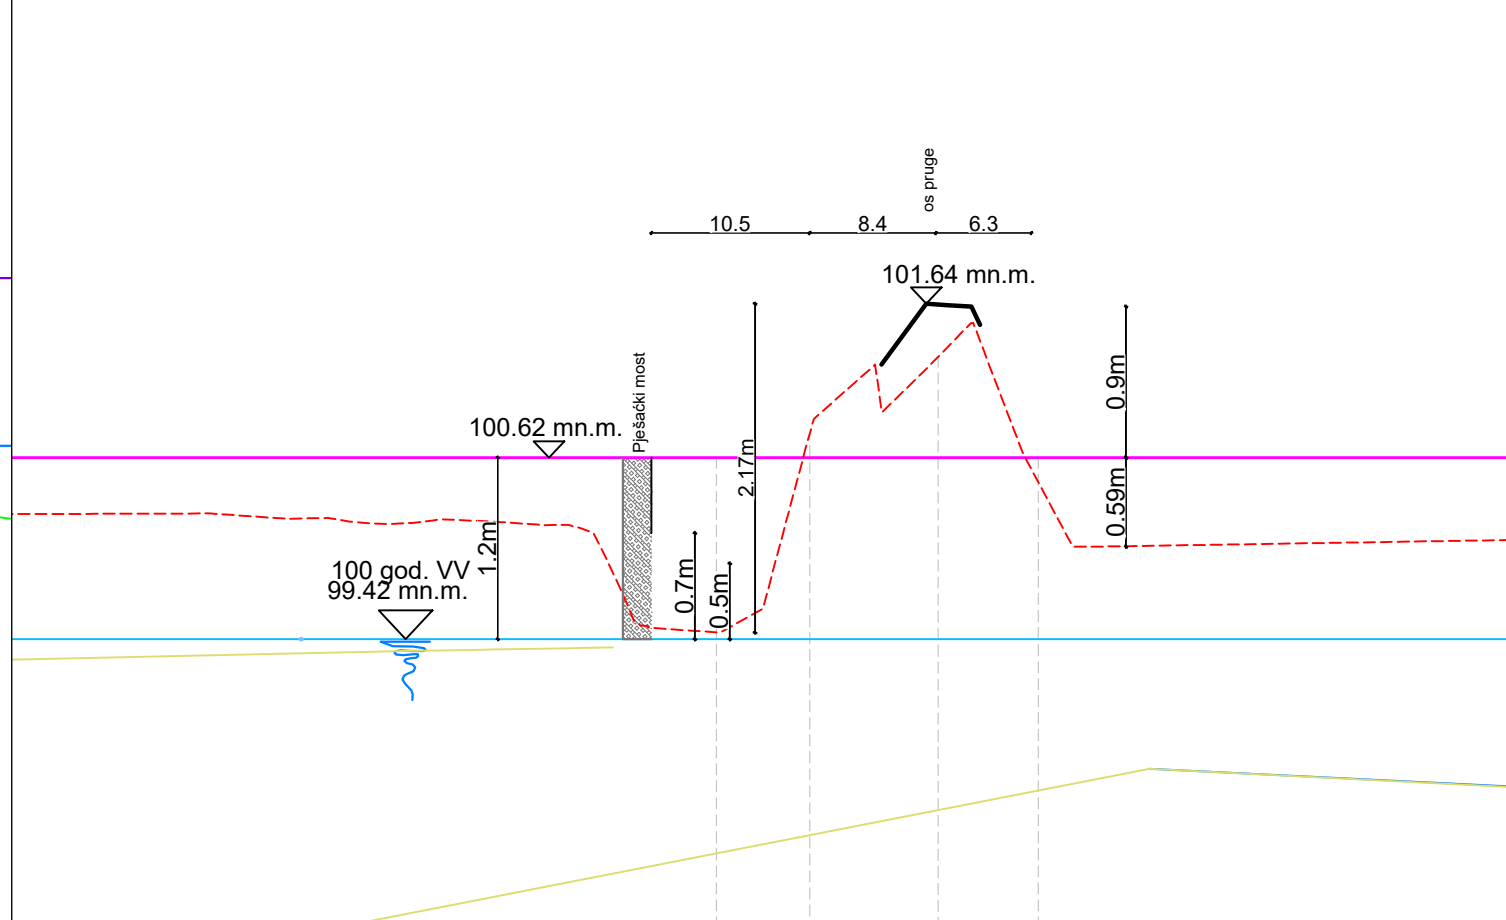 os pruge
10.5
8.4
6.3
101.64 mn.m.
Pješački most
100.62 mn.m.
0.9m
2.17m
0.59m
1.2m
100 god. VV
99.42 mn.m.
0.7m
0.5m